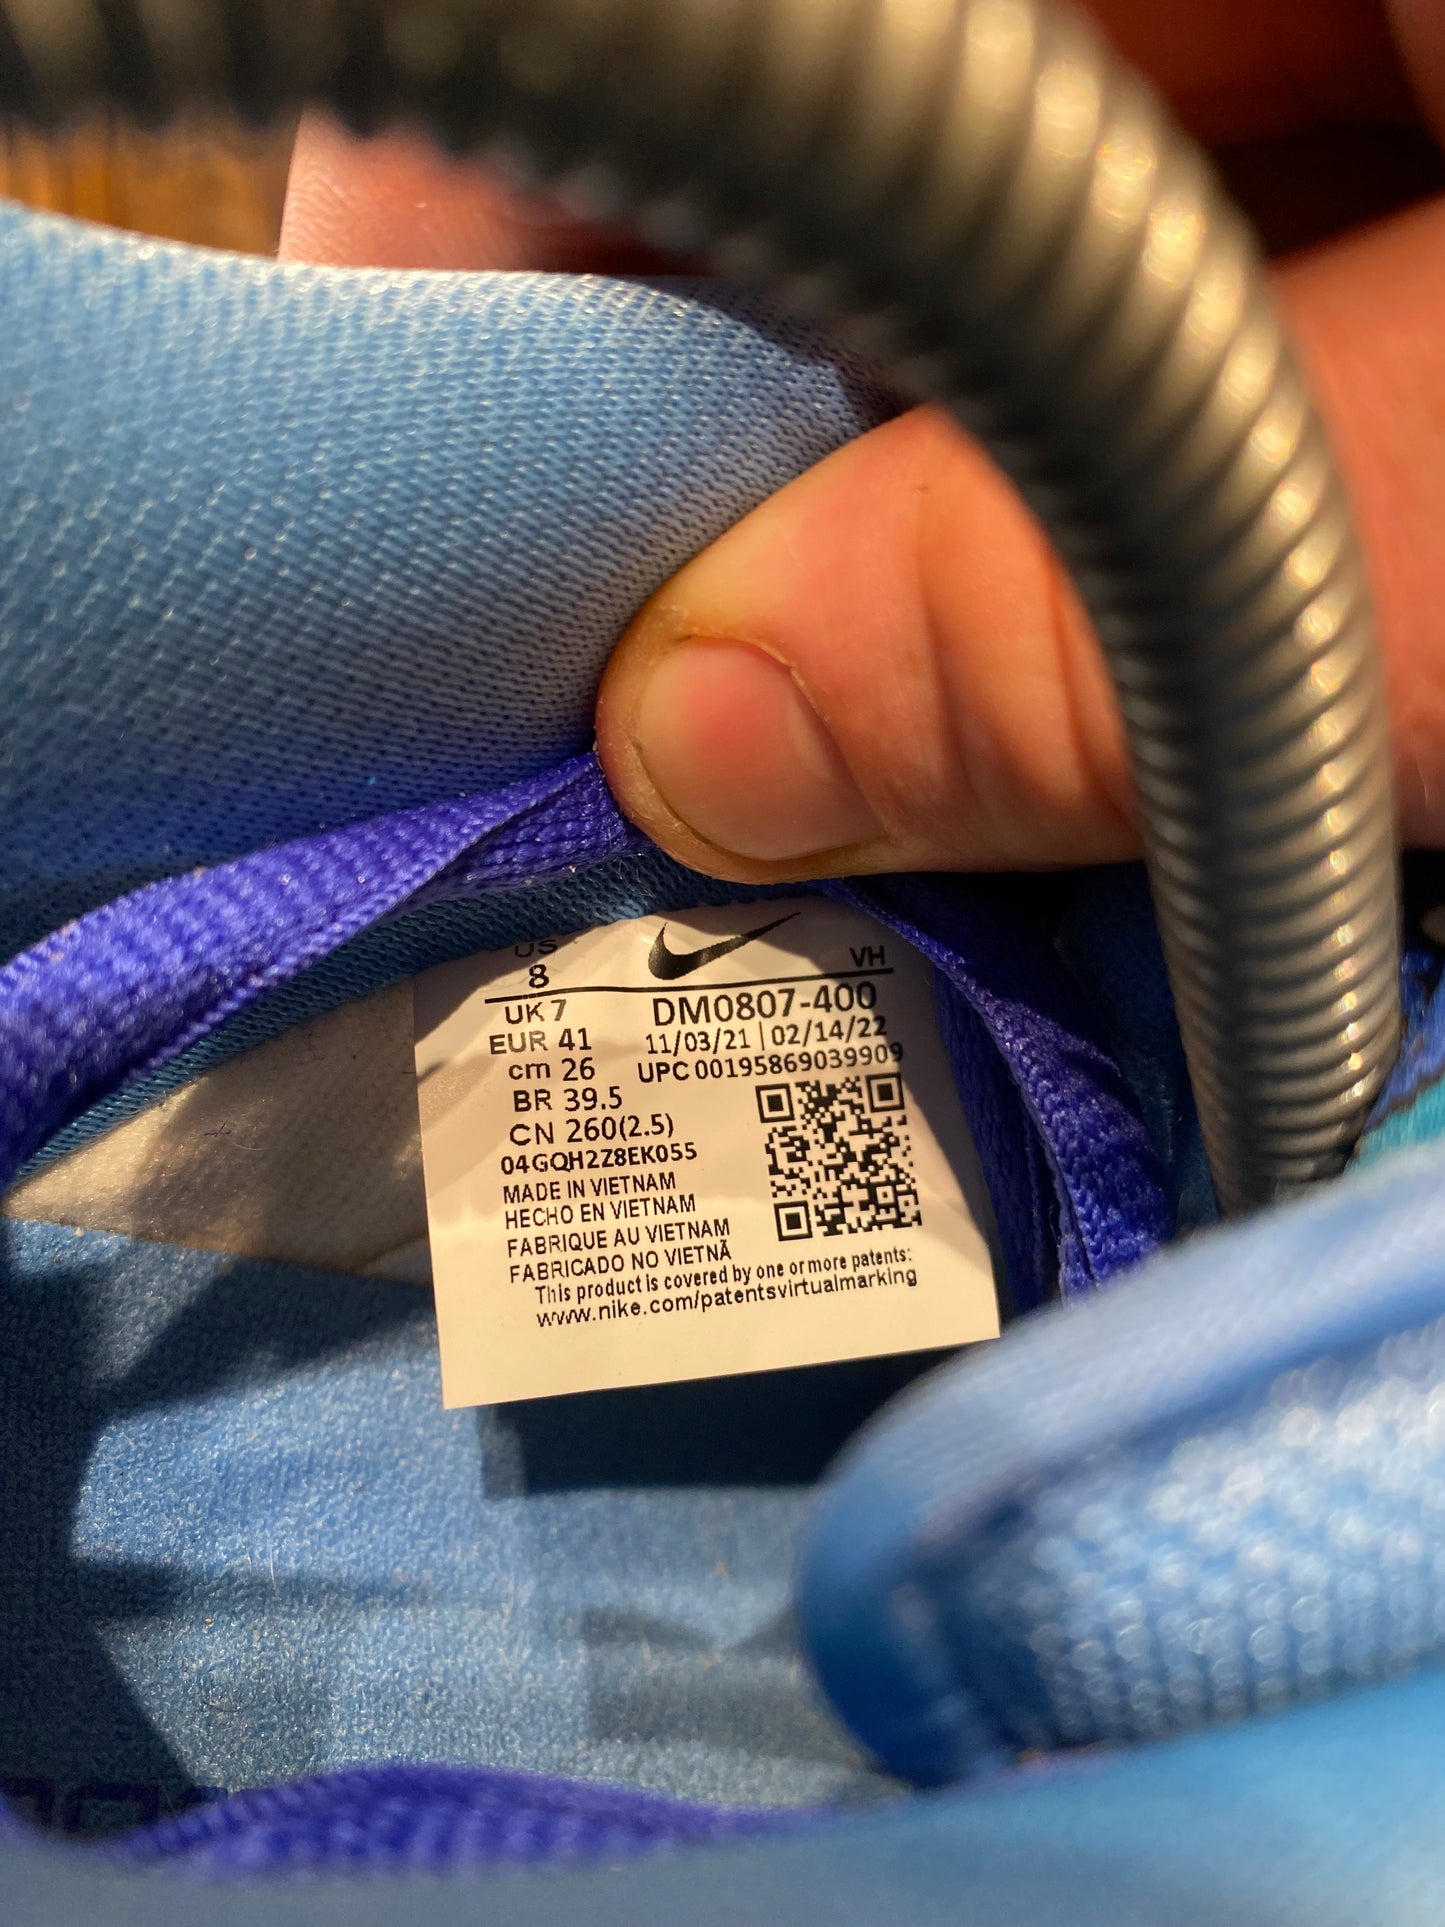 US
8
VH
UK 7
DM0807-400
EUR 41
11/03/21 | 02/14/22
cm 26
UPC 00195869039909
BR 39.5
CN 260(2.5)
04GQH2Z8EK055
MADE IN VIETNAM
HECHO EN VIETNAM
FABRIQUE AU VIETNAM
FABRICADO NO VIETNÃ
This product is covered by one or more patents:
www.nike.com/patentsvirtualmarking